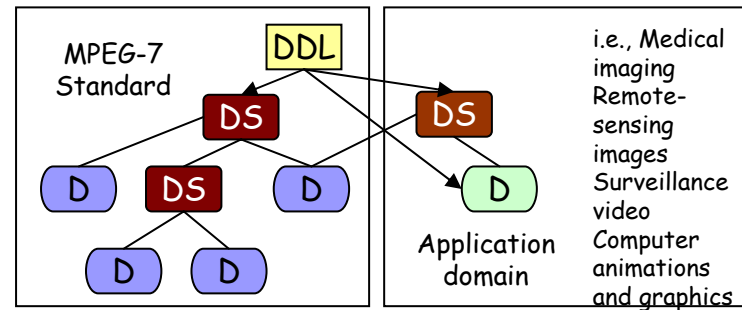 MPEG-7
Standard
DDL
DS
D
DS
D
D
D
DS
D
Application
domain
i.e., Medical
imaging
Remote-
sensing
images
Surveillance
video
Computer
animations
and graphics